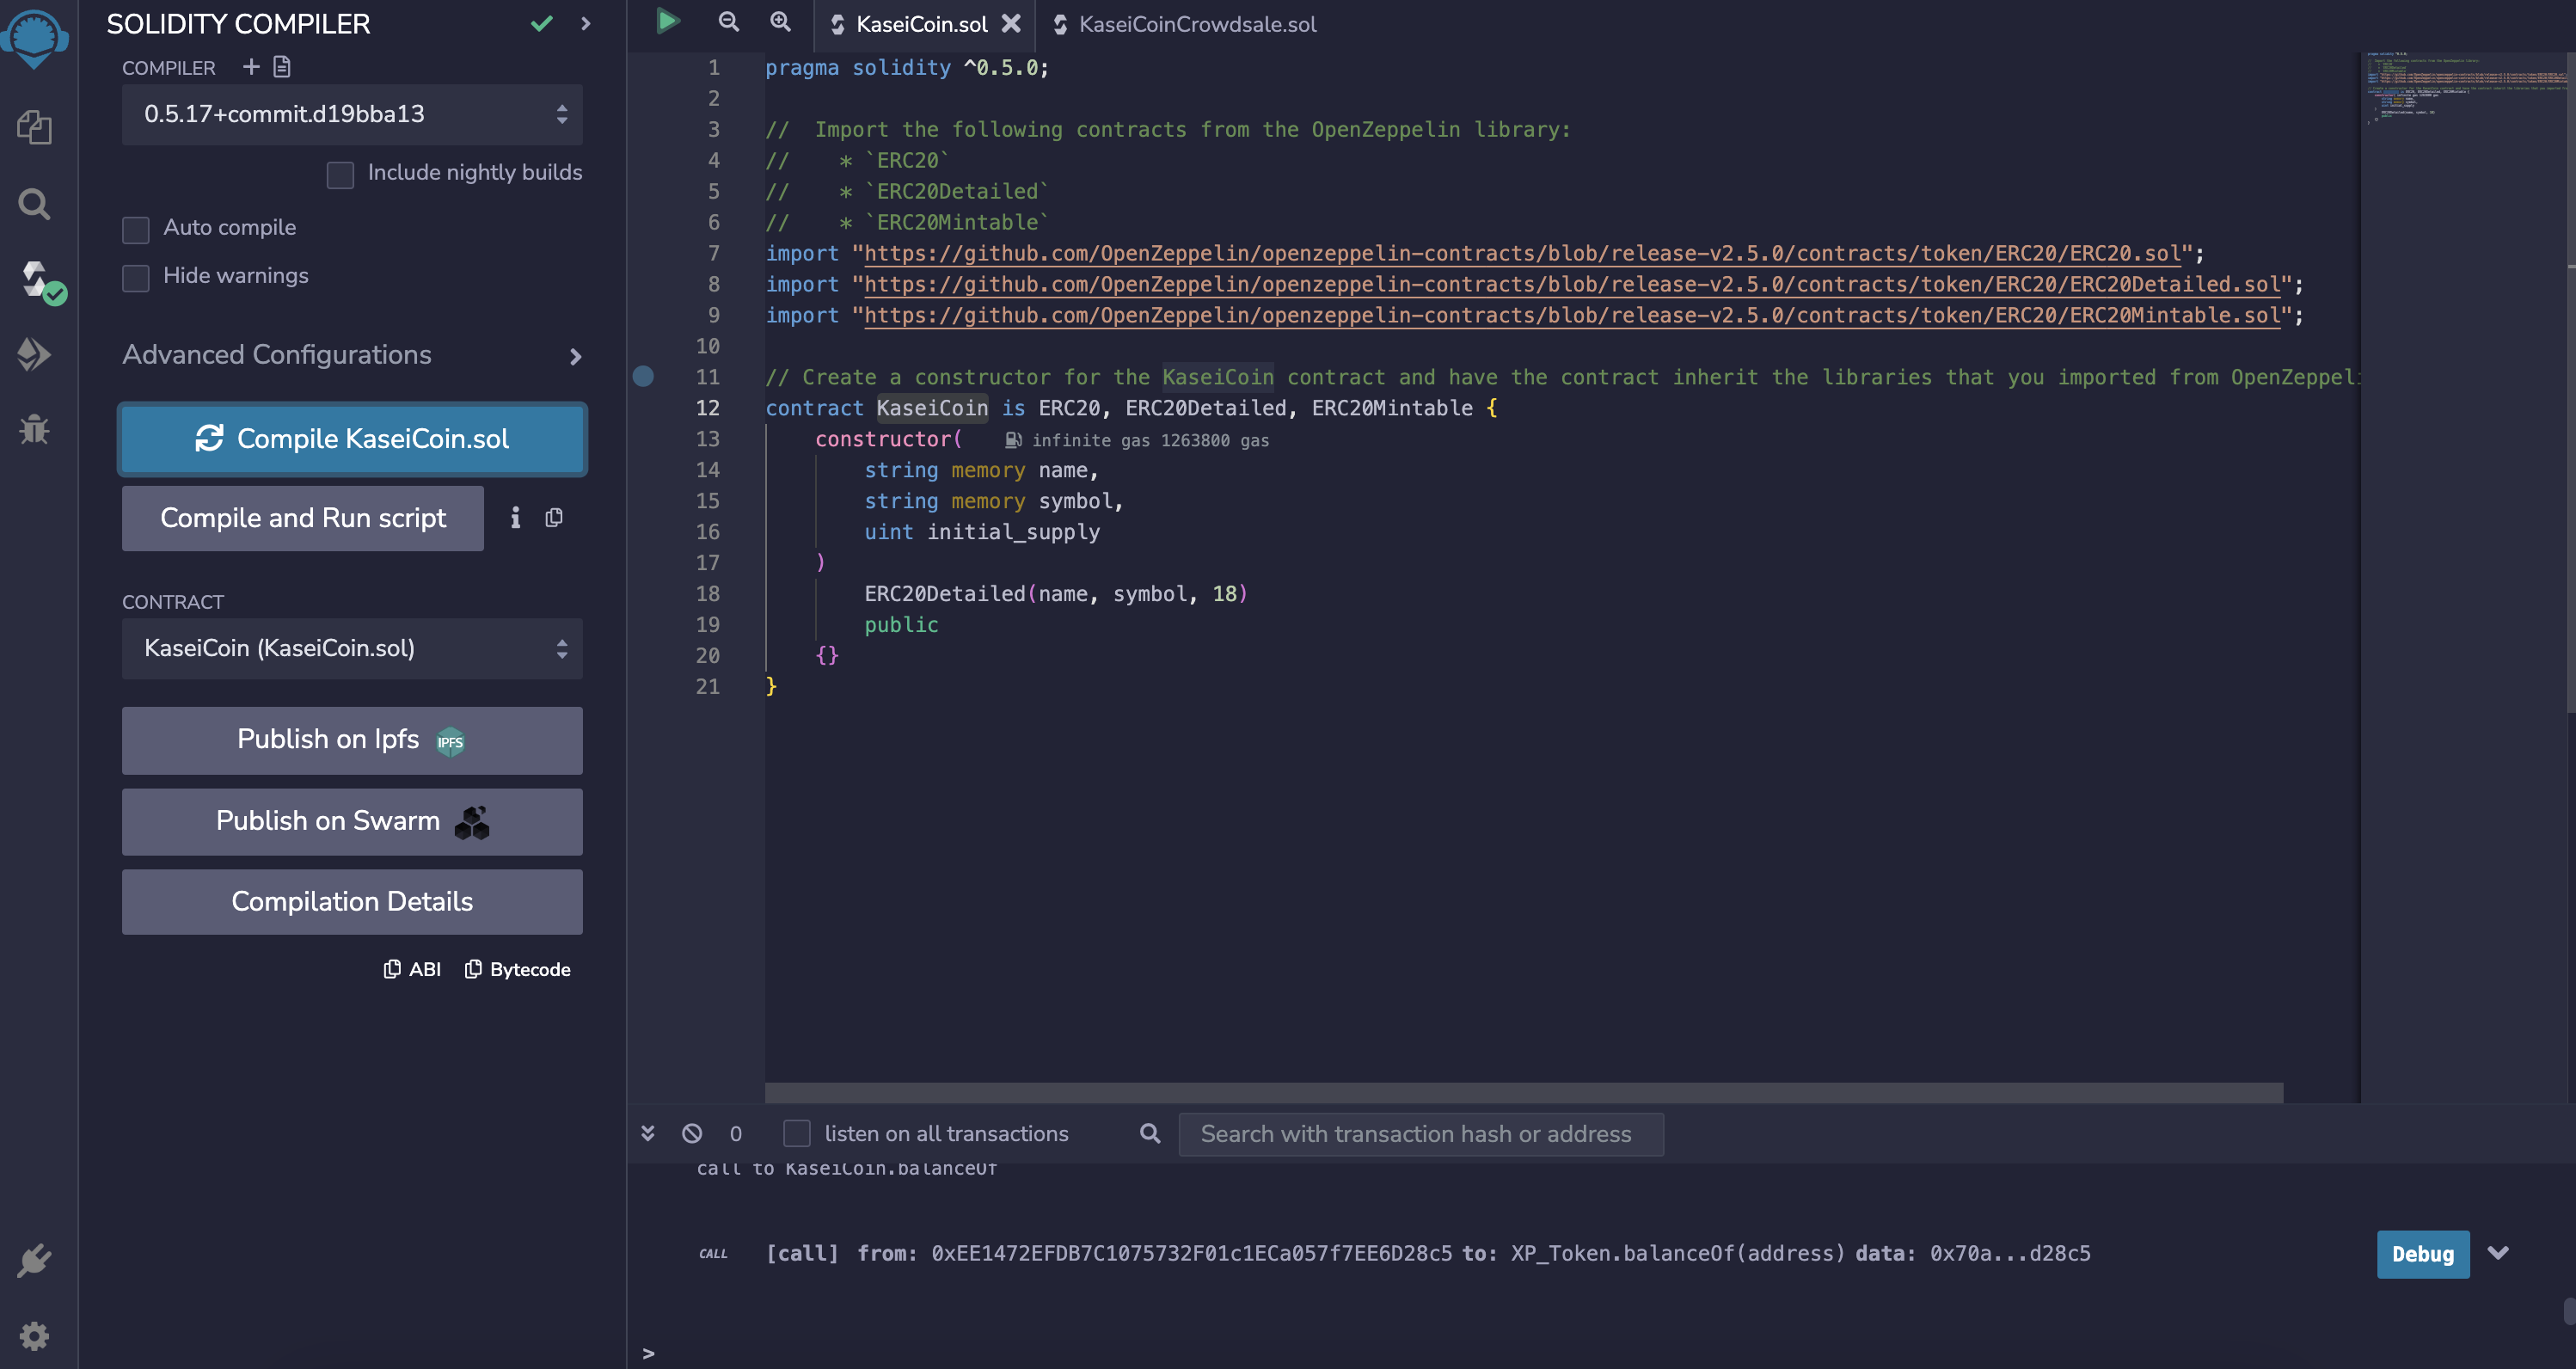 SOLIDITY COMPILER
COMPILER
0.5.17+commit.d19bba13
Include nightly builds
Auto compile
Hide warnings
Advanced Configurations
Compile KaseiCoin.sol
Compile and Run script
CONTRACT
KaseiCoin (KaseiCoin.sol)
Publish on Ipfs IPFS
Publish on Swarm
Compilation Details
ABI Bytecode
KaseiCoin.sol KaseiCoinCrowdsale.sol
1 pragma solidity ^0.5.0;
2
3 //  Import the following contracts from the OpenZeppelin library:
4 //    * `ERC20`
5 //    * `ERC20Detailed`
6 //    * `ERC20Mintable`
7 import "https://github.com/OpenZeppelin/openzeppelin-contracts/blob/release-v2.5.0/contracts/token/ERC20/ERC20.sol";
8 import "https://github.com/OpenZeppelin/openzeppelin-contracts/blob/release-v2.5.0/contracts/token/ERC20/ERC20Detailed.sol";
9 import "https://github.com/OpenZeppelin/openzeppelin-contracts/blob/release-v2.5.0/contracts/token/ERC20/ERC20Mintable.sol";
10
11 // Create a constructor for the KaseiCoin contract and have the contract inherit the libraries that you imported from OpenZeppeli
12 contract KaseiCoin is ERC20, ERC20Detailed, ERC20Mintable {
13     constructor( infinite gas 1263800 gas
14         string memory name,
15         string memory symbol,
16         uint initial_supply
17     )
18         ERC20Detailed(name, symbol, 18)
19         public
20     {}
21 }
0 listen on all transactions Search with transaction hash or address
call to KaseiCoin.balanceOf
CALL [call] from: 0xEE1472EFDB7C1075732F01c1ECa057f7EE6D28c5 to: XP_Token.balanceOf(address) data: 0x70a...d28c5 Debug
>